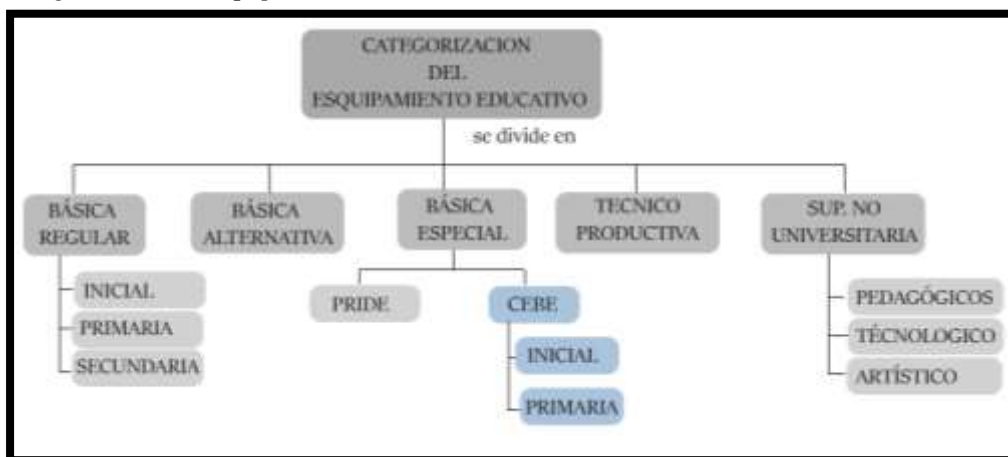 CATEGORIZACION
DEL
ESQUIPAMIENTO EDUCATIVO
se divide en
BÁSICA
REGULAR
BÁSICA
ALTERNATIVA
BÁSICA
ESPECIAL
TECNICO
PRODUCTIVA
SUP. NO
UNIVERSITARIA
INICIAL
PRIMARIA
SECUNDARIA
PRIDE
CEBE
INICIAL
PRIMARIA
PEDAGÓGICOS
TÉCNOLOGICO
ARTÍSTICO